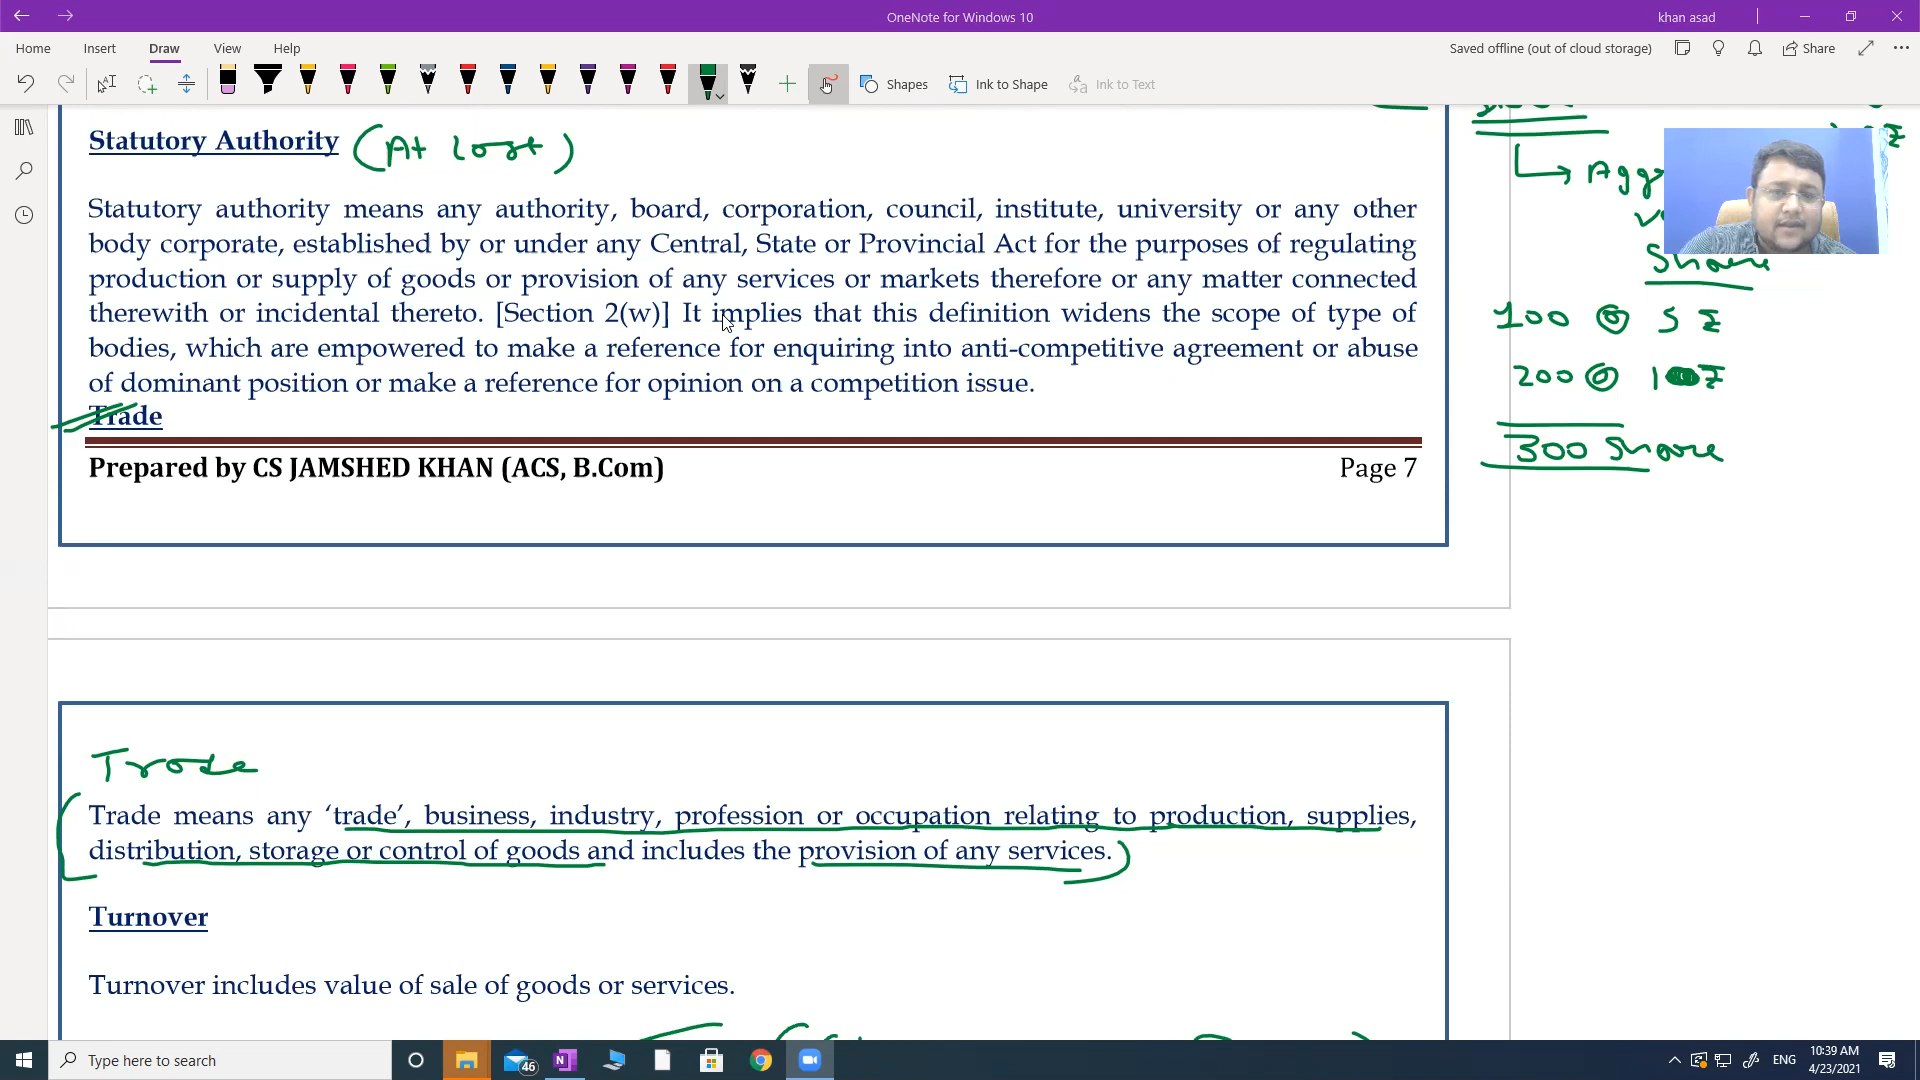 OneNote for Windows 10
khan asad
Home Insert Draw View Help
Saved offline (out of cloud storage) Share
Shapes Ink to Shape Ink to Text
Statutory Authority (At last)
Statutory authority means any authority, board, corporation, council, institute, university or any other
body corporate, established by or under any Central, State or Provincial Act for the purposes of regulating
production or supply of goods or provision of any services or markets therefore or any matter connected
therewith or incidental thereto. [Section 2(w)] It implies that this definition widens the scope of type of
bodies, which are empowered to make a reference for enquiring into anti-competitive agreement or abuse
of dominant position or make a reference for opinion on a competition issue.
Trade
Prepared by CS JAMSHED KHAN (ACS, B.Com) Page 7
Share
100 @ 5 ₹
200 @
300 Share
Trade
Trade means any ‘trade’, business, industry, profession or occupation relating to production, supplies,
distribution, storage or control of goods and includes the provision of any services.
Turnover
Turnover includes value of sale of goods or services.
Type here to search
46
ENG
10:39 AM
4/23/2021